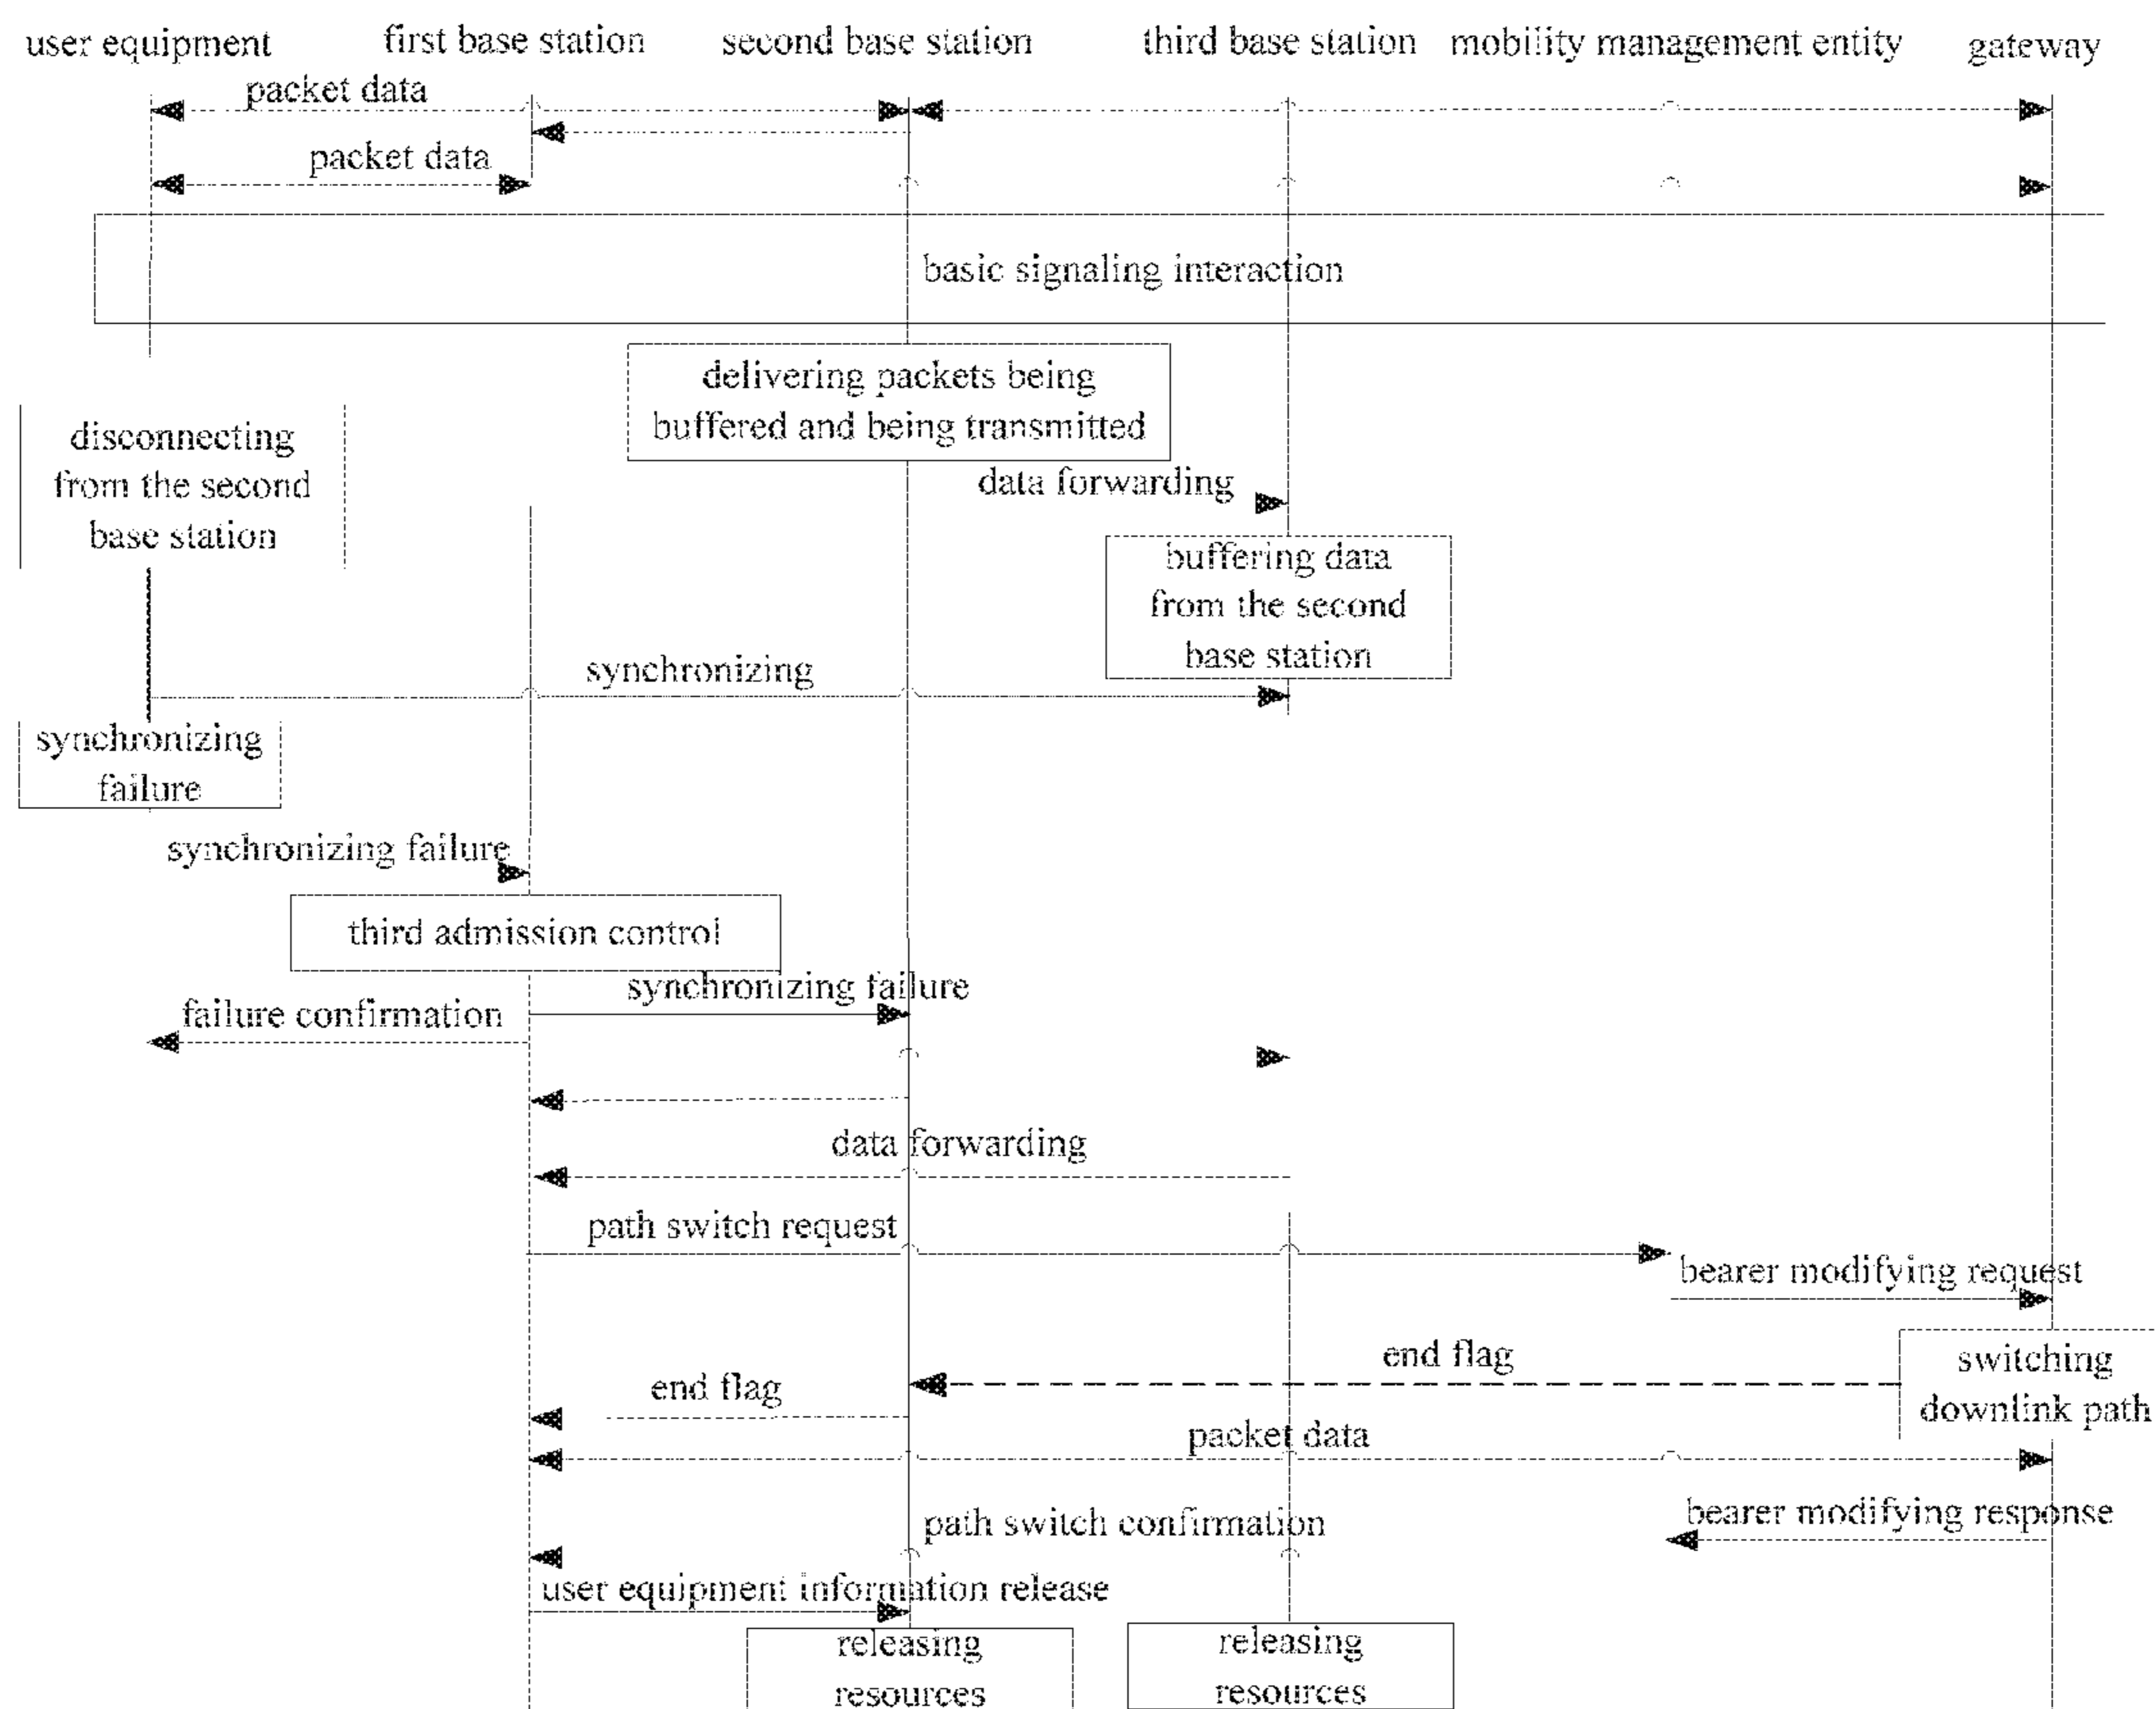 user equipment
first base station
second base station
third base station
mobility management entity
gateway
packet data
packet data
basic signaling interaction
delivering packets being
buffered and being transmitted
disconnecting
from the second
base station
data forwarding
buffering data
from the second
base station
synchronizing
synchronizing
failure
synchronizing failure
third admission control
synchronizing failure
failure confirmation
data forwarding
path switch request
bearer modifying request
end flag
switching
downlink path
end flag
packet data
path switch confirmation
bearer modifying response
user equipment information release
releasing
resources
releasing
resources